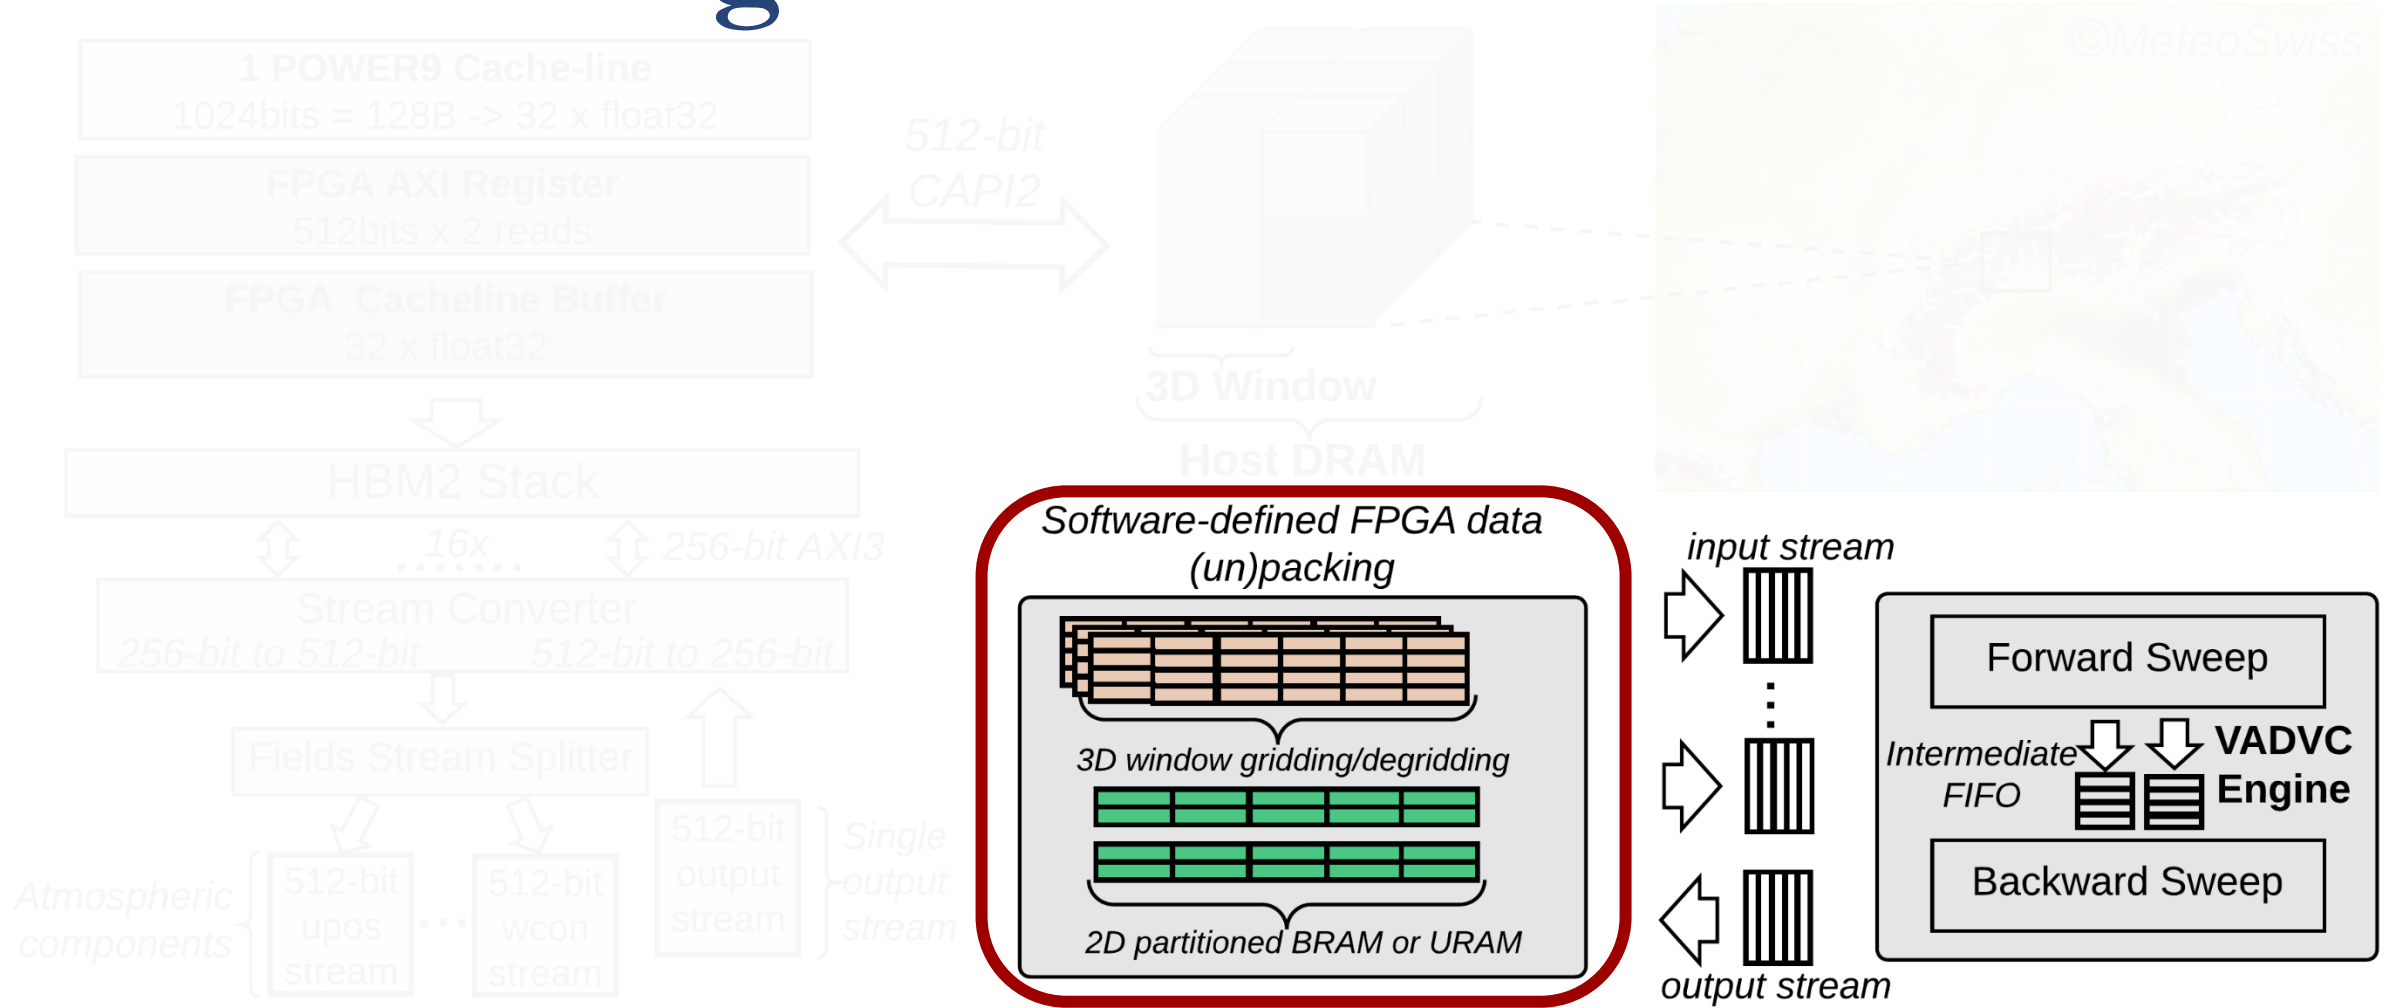 g
1 POWER9 Cache-line
1024bits = 128B -> 32 x float32
FPGA AXI Register
512bits x 2 reads
FPGA Cacheline Buffer
32 x float32
HBM2 Stack
16x
256-bit AXI3
Stream Converter
256-bit to 512-bit
512-bit to 256-bit
Fields Stream Splitter
Atmospheric
components
512-bit
upos
stream
...
512-bit
wcon
stream
512-bit
output
stream
Single
output
stream
512-bit
CAPI2
3D Window
Host DRAM
©MeteoSwiss
Software-defined FPGA data
(un)packing
3D window gridding/degridding
2D partitioned BRAM or URAM
input stream
output stream
Forward Sweep
Intermediate
FIFO
VADVC
Engine
Backward Sweep